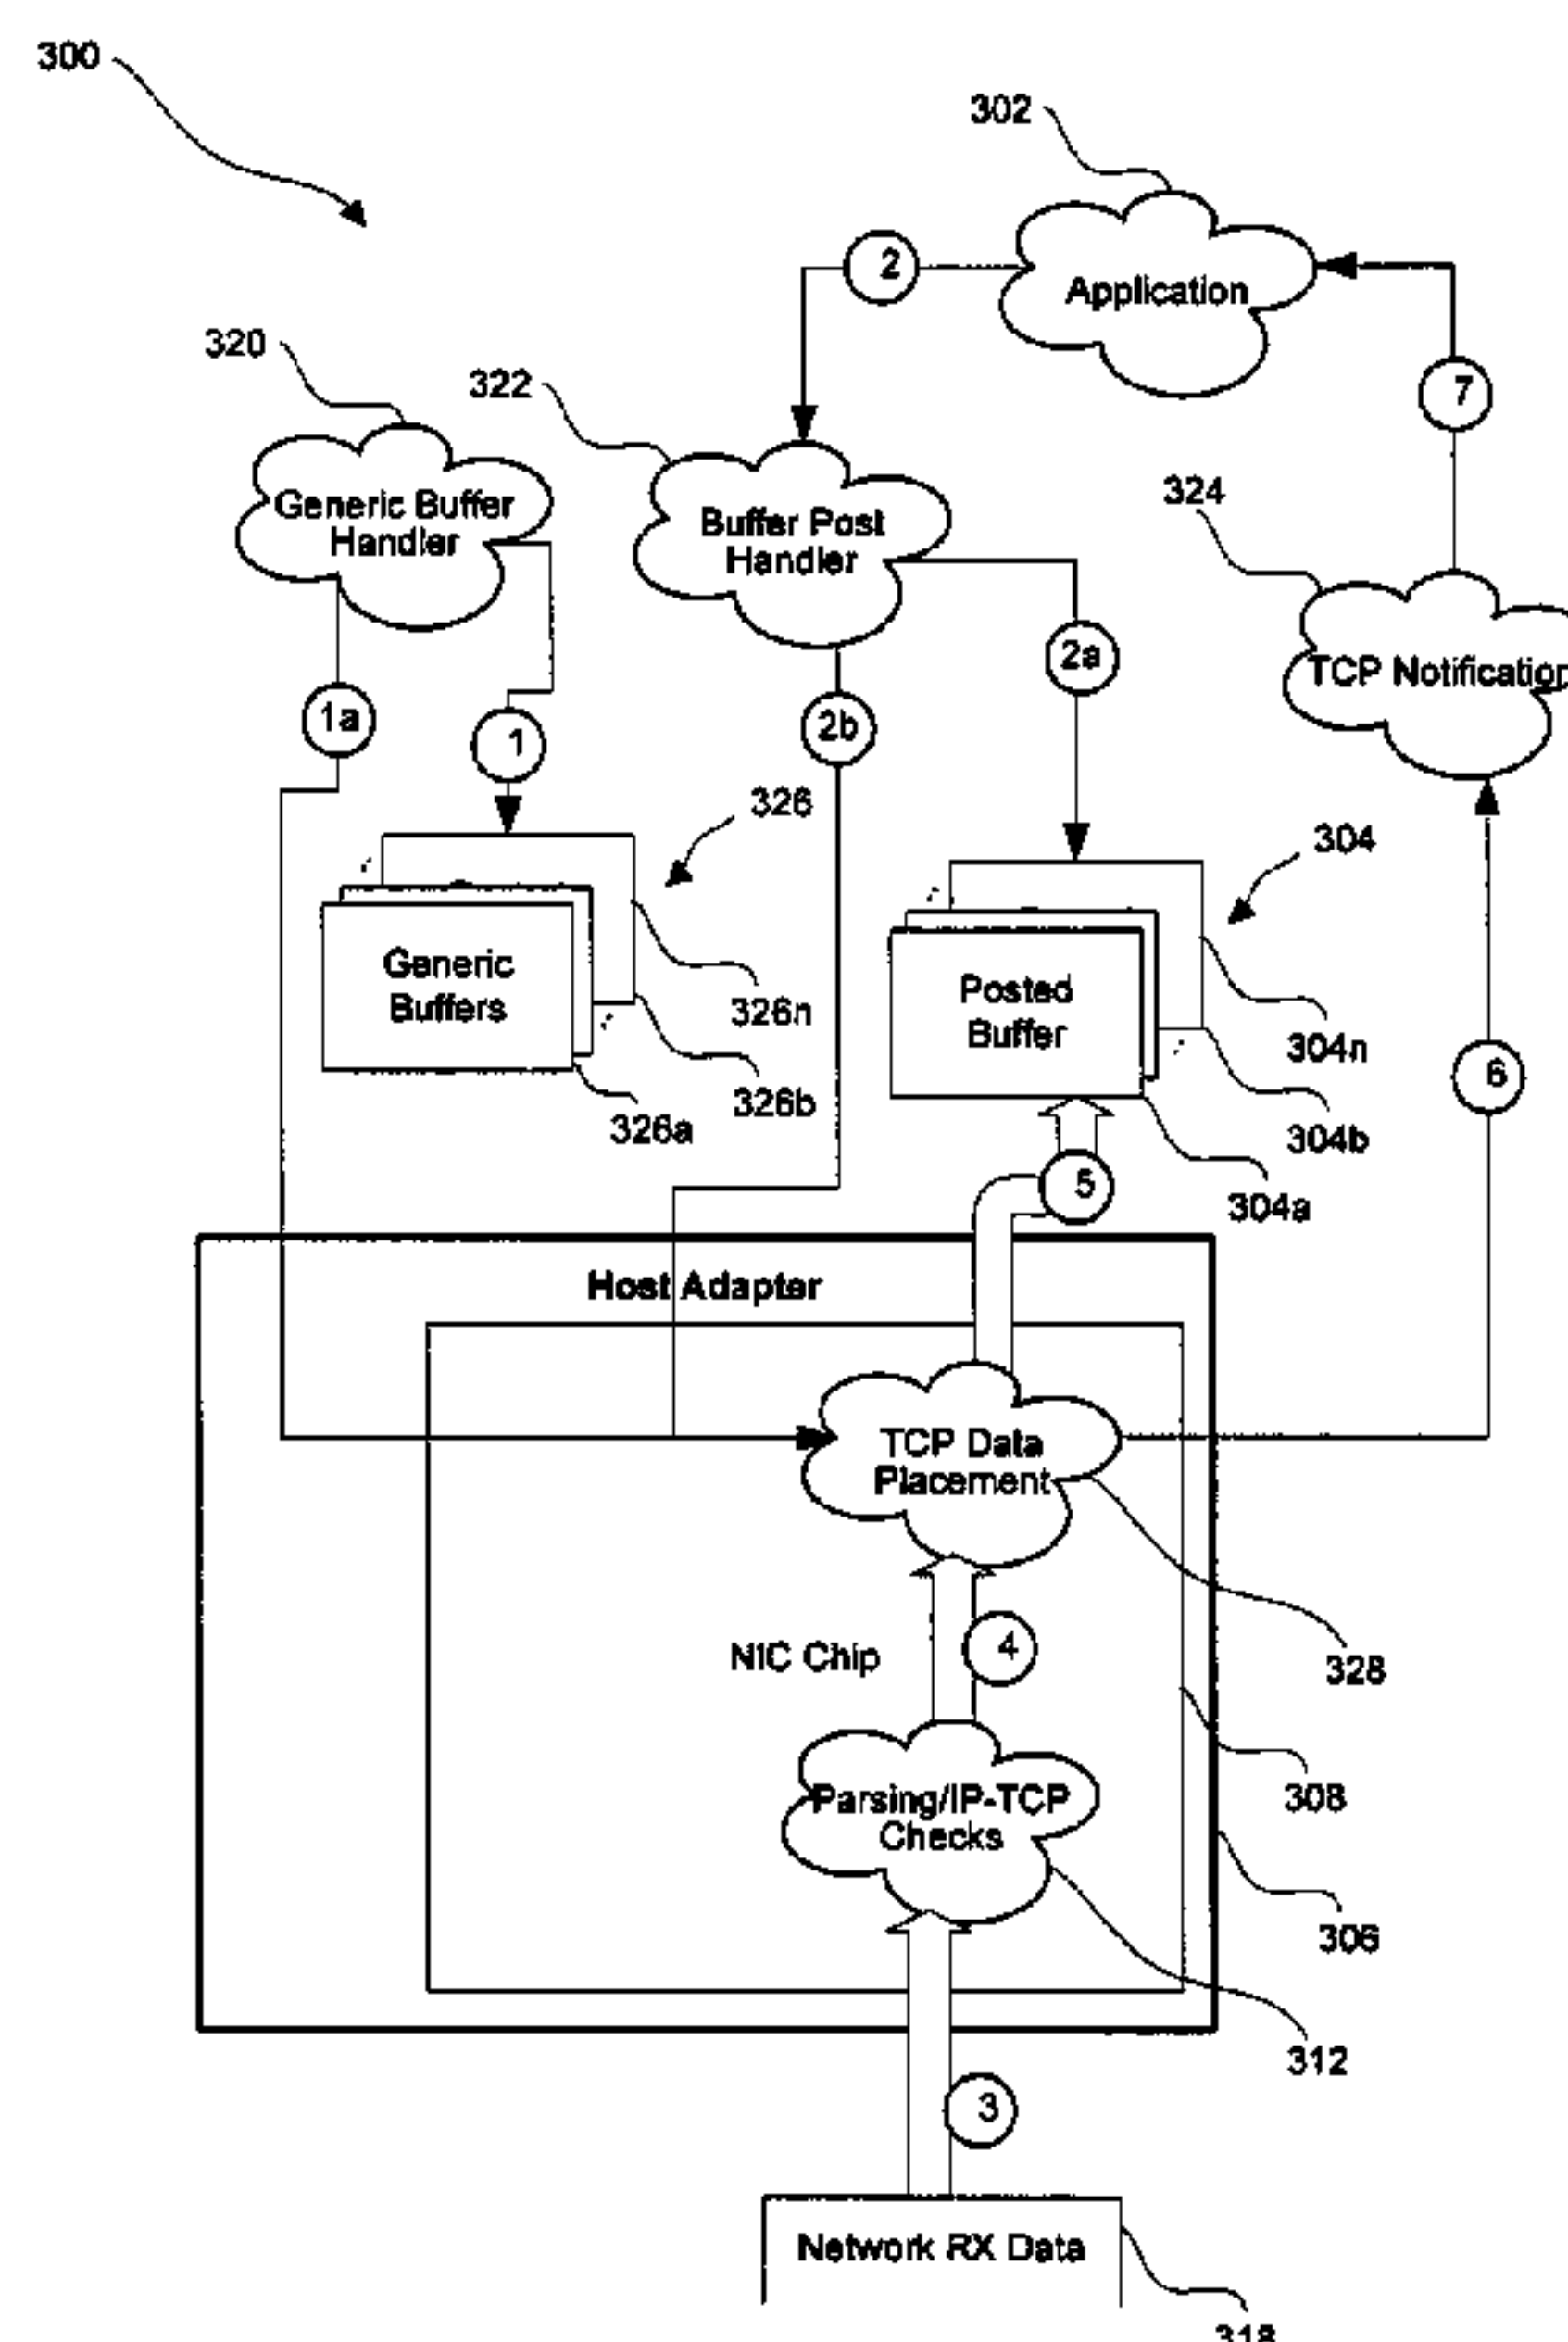 300
302
2
Application
320
322
7
Generic Buffer
Handler
Buffer Post
Handler
324
2a
TCP Notification
1a
1
2b
326
304
Generic
Buffers
Posted
Buffer
326n
304n
326b
6
326a
304b
5
304a
Host Adapter
TCP Data
Placement
NIC Chip
4
328
Parsing/IP-TCP
Checks
308
306
312
3
Network RX Data
318